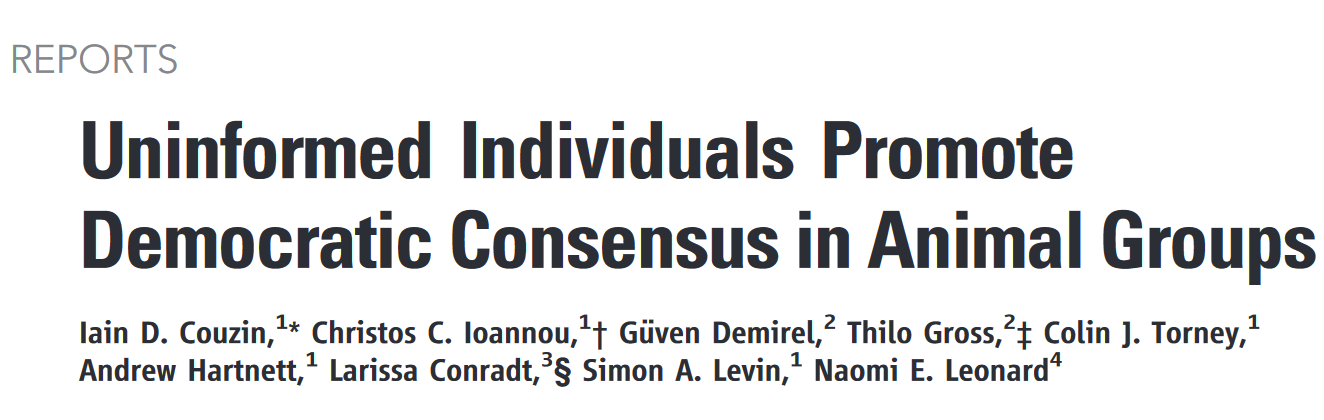 REPORTS
Uninformed Individuals Promote
Democratic Consensus in Animal Groups
Iain D. Couzin,¹* Christos C. Ioannou,¹† Güven Demirel,² Thilo Gross,²‡ Colin J. Torney,¹
Andrew Hartnett,¹ Larissa Conradt,³§ Simon A. Levin,¹ Naomi E. Leonard⁴